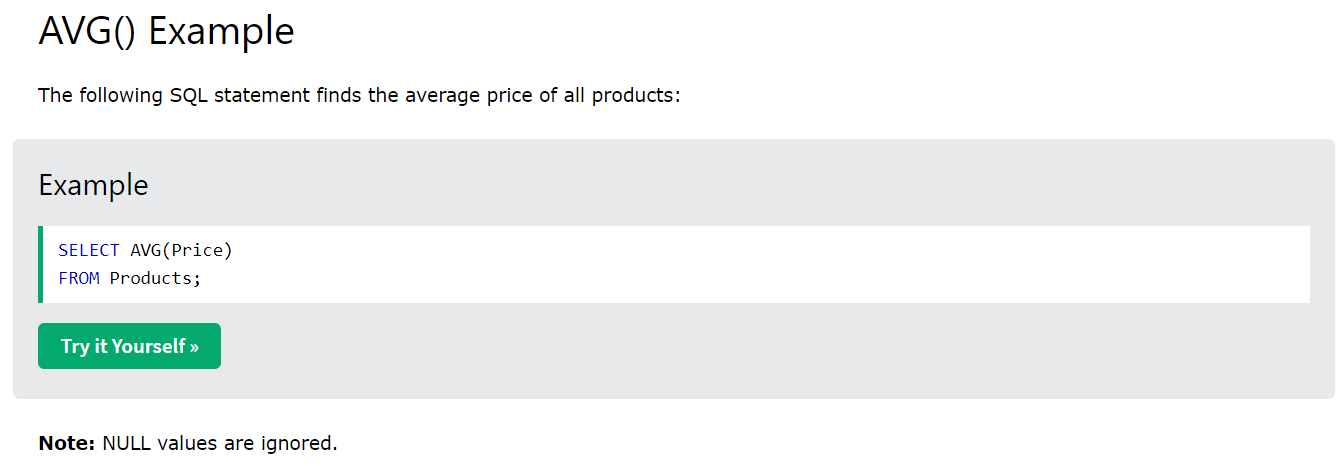 AVG() Example
The following SQL statement finds the average price of all products:
Example
SELECT AVG(Price)
FROM Products;
Try it Yourself »
Note: NULL values are ignored.